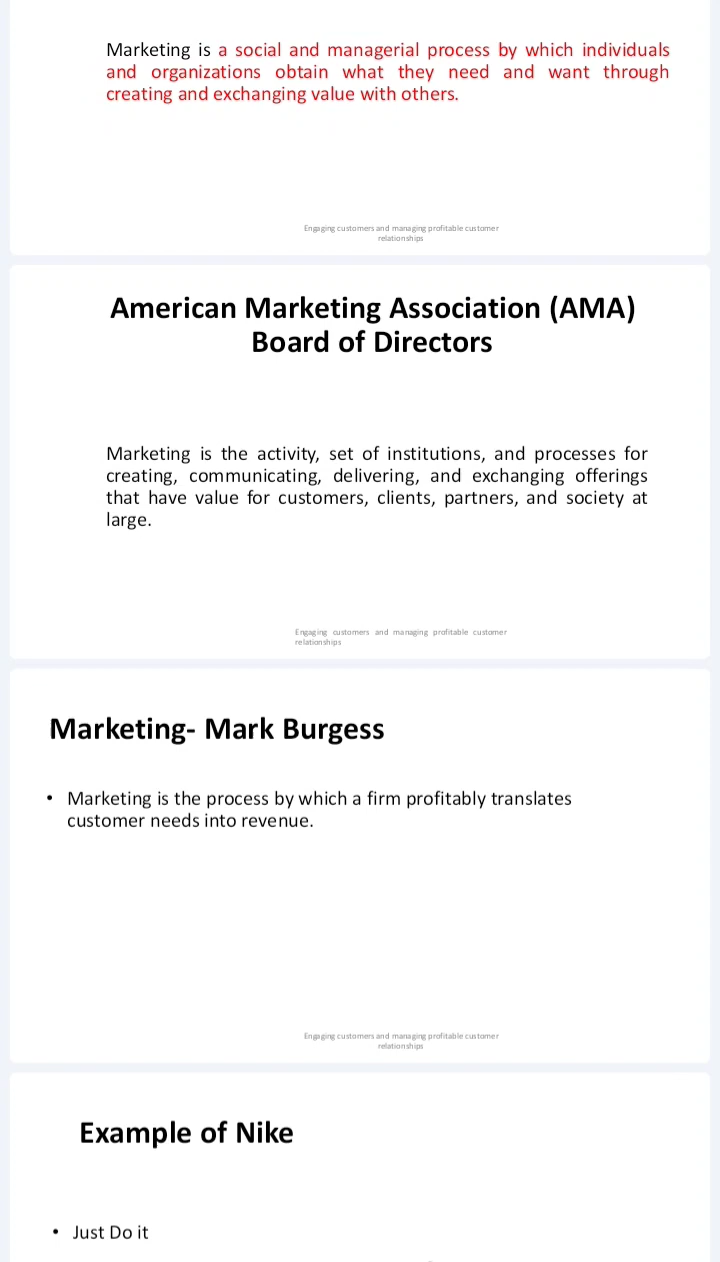 Marketing is a social and managerial process by which individuals
and organizations obtain what they need and want through
creating and exchanging value with others.
Engaging customers and managing profitable customer
relationships
American Marketing Association (AMA)
Board of Directors
Marketing is the activity, set of institutions, and processes for
creating, communicating, delivering, and exchanging offerings
that have value for customers, clients, partners, and society at
large.
Engaging customers and managing profitable customer
relationships
Marketing- Mark Burgess
• Marketing is the process by which a firm profitably translates
customer needs into revenue.
Engaging customers and managing profitable customer
relationships
Example of Nike
• Just Do it